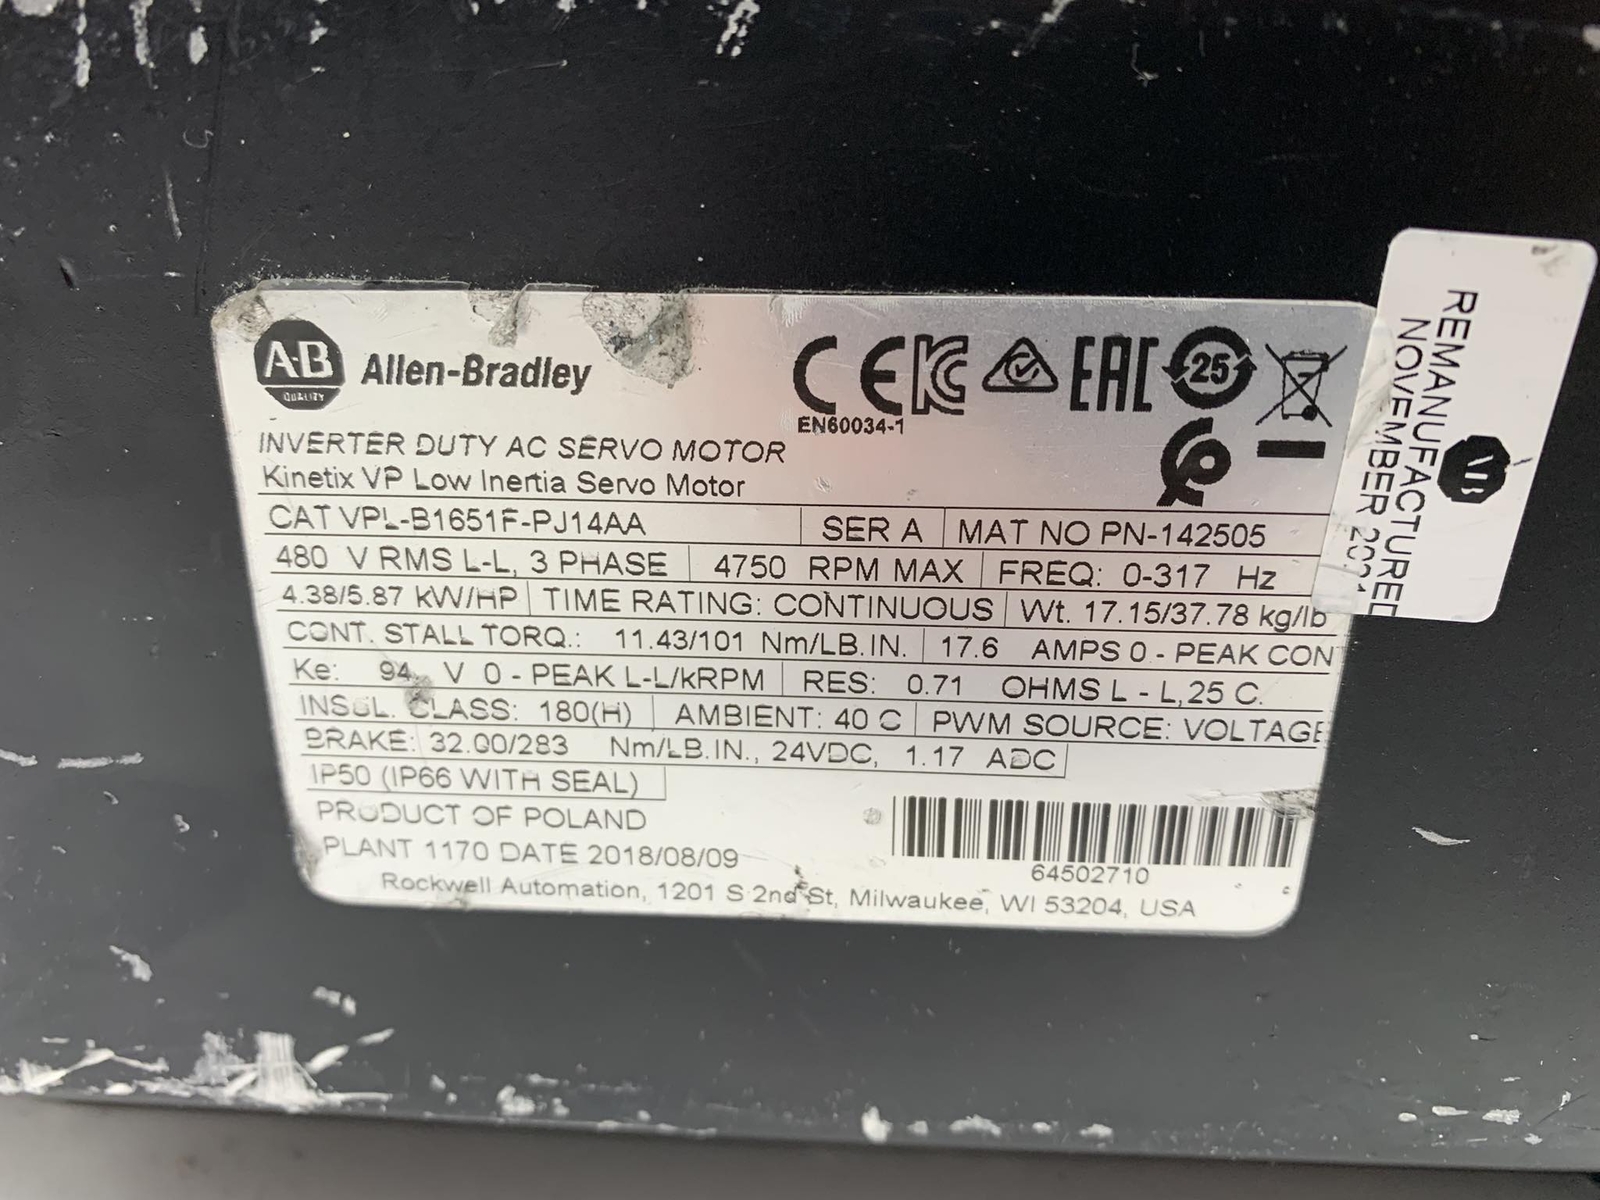 A-B
QUALITY
Allen-Bradley
CE KC EAC 25
EN60034-1
INVERTER DUTY AC SERVO MOTOR
Kinetix VP Low Inertia Servo Motor
CAT VPL-B1651F-PJ14AA SER A MAT NO PN-142505
480 V RMS L-L, 3 PHASE 4750 RPM MAX FREQ: 0-317 Hz
4.38/5.87 kW/HP TIME RATING: CONTINUOUS Wt. 17.15/37.78 kg/lb
CONT. STALL TORQ.: 11.43/101 Nm/LB.IN. 17.6 AMPS 0 - PEAK CON
Ke: 94. V 0 - PEAK L-L/kRPM RES: 0.71 OHMS L - L,25 C.
INSUL. CLASS: 180(H) AMBIENT: 40 C PWM SOURCE: VOLTAGE
BRAKE: 32.00/283 Nm/LB.IN., 24VDC, 1.17 ADC
IP50 (IP66 WITH SEAL)
PRODUCT OF POLAND
PLANT 1170 DATE 2018/08/09
64502710
Rockwell Automation, 1201 S 2nd St, Milwaukee, WI 53204, USA
REMANUFACTURED
NOVEMBER
AB